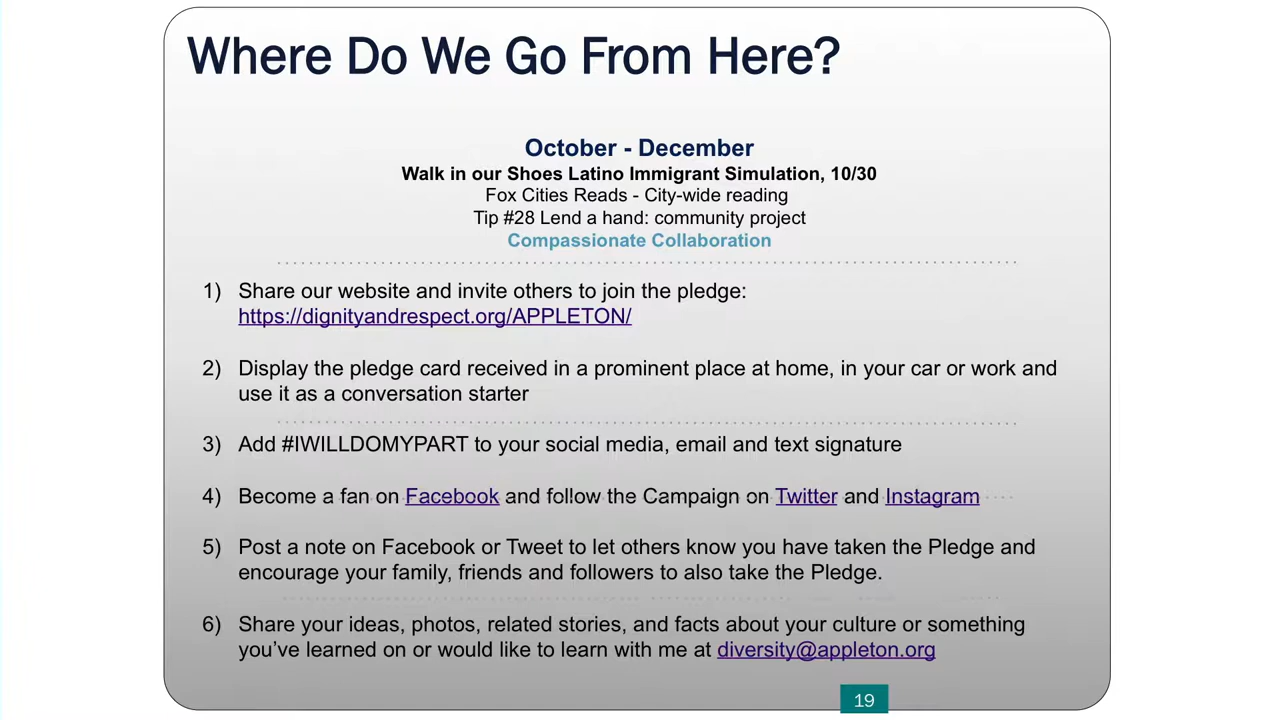 Where Do We Go From Here?
October - December
Walk in our Shoes Latino Immigrant Simulation, 10/30
Fox Cities Reads - City-wide reading
Tip #28 Lend a hand: community project
Compassionate Collaboration
1) Share our website and invite others to join the pledge:
https://dignityandrespect.org/APPLETON/
2) Display the pledge card received in a prominent place at home, in your car or work and
use it as a conversation starter
3) Add #IWILLDOMYPART to your social media, email and text signature
4) Become a fan on Facebook and follow the Campaign on Twitter and Instagram
5) Post a note on Facebook or Tweet to let others know you have taken the Pledge and
encourage your family, friends and followers to also take the Pledge.
6) Share your ideas, photos, related stories, and facts about your culture or something
you’ve learned on or would like to learn with me at diversity@appleton.org
19